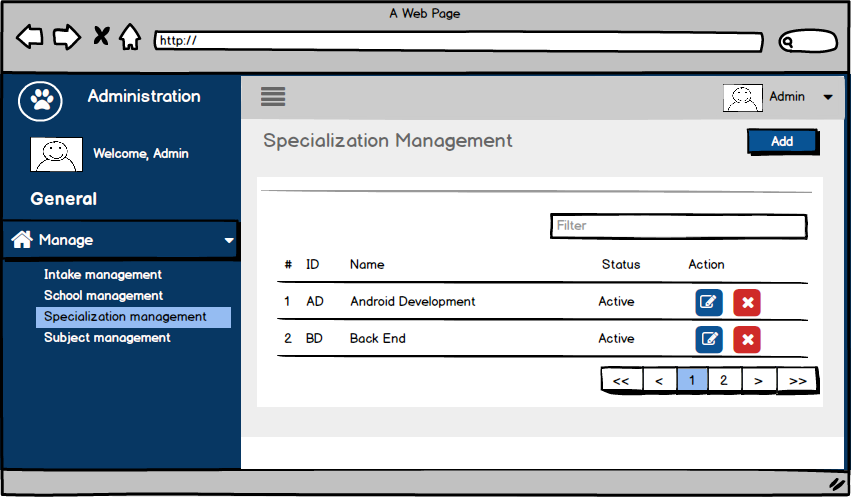 A Web Page
http://
Administration
Admin
Welcome, Admin
Specialization Management
Add
General
Manage
Intake management
School management
Specialization management
Subject management
Filter
# ID Name Status Action
1 AD Android Development Active
2 BD Back End Active
<< < 1 2 > >>